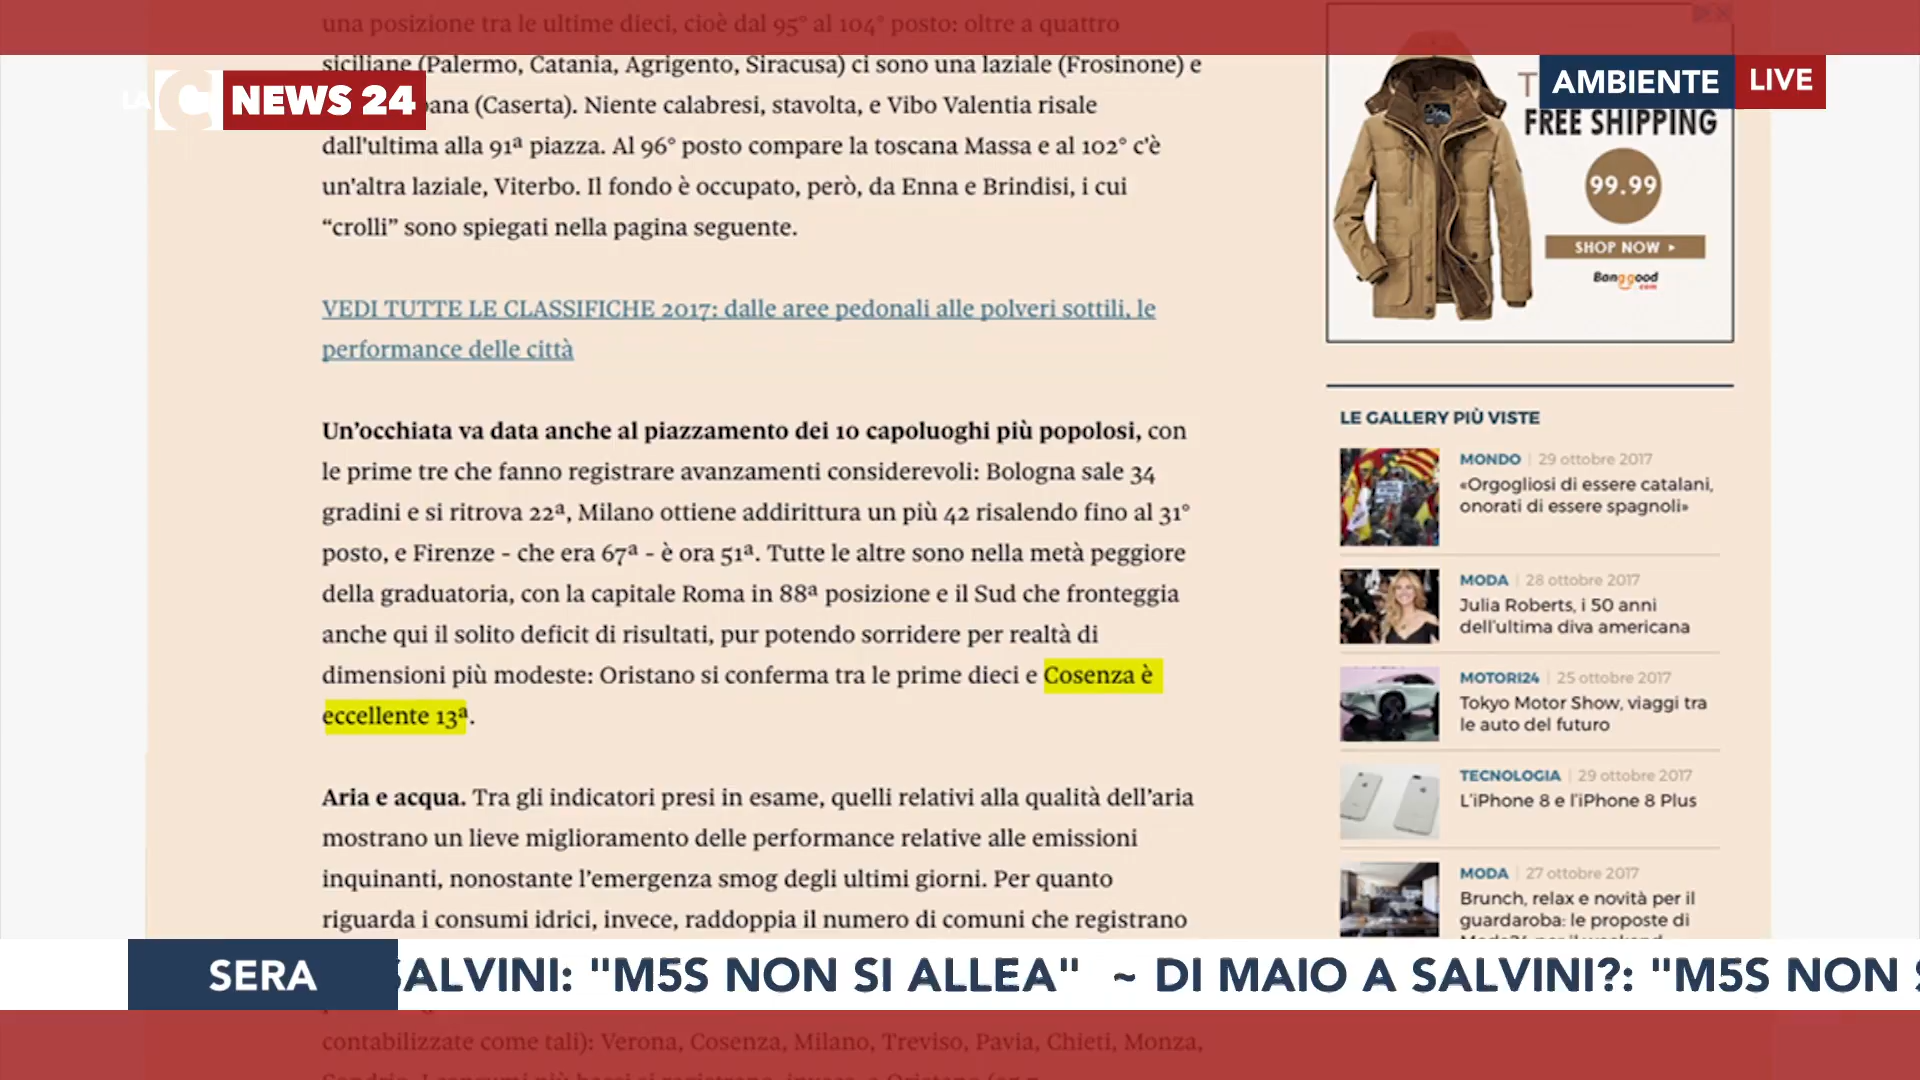 una posizione tra le ultime dieci, cioè dal 95° al 104° posto: oltre a quattro
siciliane (Palermo, Catania, Agrigento, Siracusa) ci sono una laziale (Frosinone) e
pana (Caserta). Niente calabresi, stavolta, e Vibo Valentia risale
dall'ultima alla 91ª piazza. Al 96° posto compare la toscana Massa e al 102° c'è
un'altra laziale, Viterbo. Il fondo è occupato, però, da Enna e Brindisi, i cui
“crolli” sono spiegati nella pagina seguente.
VEDI TUTTE LE CLASSIFICHE 2017: dalle aree pedonali alle polveri sottili, le
performance delle città
Un’occhiata va data anche al piazzamento dei 10 capoluoghi più popolosi, con
le prime tre che fanno registrare avanzamenti considerevoli: Bologna sale 34
gradini e si ritrova 22ª, Milano ottiene addirittura un più 42 risalendo fino al 31°
posto, e Firenze - che era 67ª - è ora 51ª. Tutte le altre sono nella metà peggiore
della graduatoria, con la capitale Roma in 88ª posizione e il Sud che fronteggia
anche qui il solito deficit di risultati, pur potendo sorridere per realtà di
dimensioni più modeste: Oristano si conferma tra le prime dieci e Cosenza è
eccellente 13ª.
Aria e acqua. Tra gli indicatori presi in esame, quelli relativi alla qualità dell’aria
mostrano un lieve miglioramento delle performance relative alle emissioni
inquinanti, nonostante l’emergenza smog degli ultimi giorni. Per quanto
riguarda i consumi idrici, invece, raddoppia il numero di comuni che registrano
contabilizzate come tali): Verona, Cosenza, Milano, Treviso, Pavia, Chieti, Monza,
LA C NEWS 24
AMBIENTE LIVE
FREE SHIPPING
99.99
SHOP NOW
Banggood
.com
LE GALLERY PIÙ VISTE
MONDO | 29 ottobre 2017
«Orgogliosi di essere catalani,
onorati di essere spagnoli»
MODA | 28 ottobre 2017
Julia Roberts, i 50 anni
dell’ultima diva americana
MOTORI24 | 25 ottobre 2017
Tokyo Motor Show, viaggi tra
le auto del futuro
TECNOLOGIA | 29 ottobre 2017
L’iPhone 8 e l’iPhone 8 Plus
MODA | 27 ottobre 2017
Brunch, relax e novità per il
guardaroba: le proposte di
SERA
SALVINI: "M5S NON SI ALLEA" ~ DI MAIO A SALVINI?: "M5S NON S